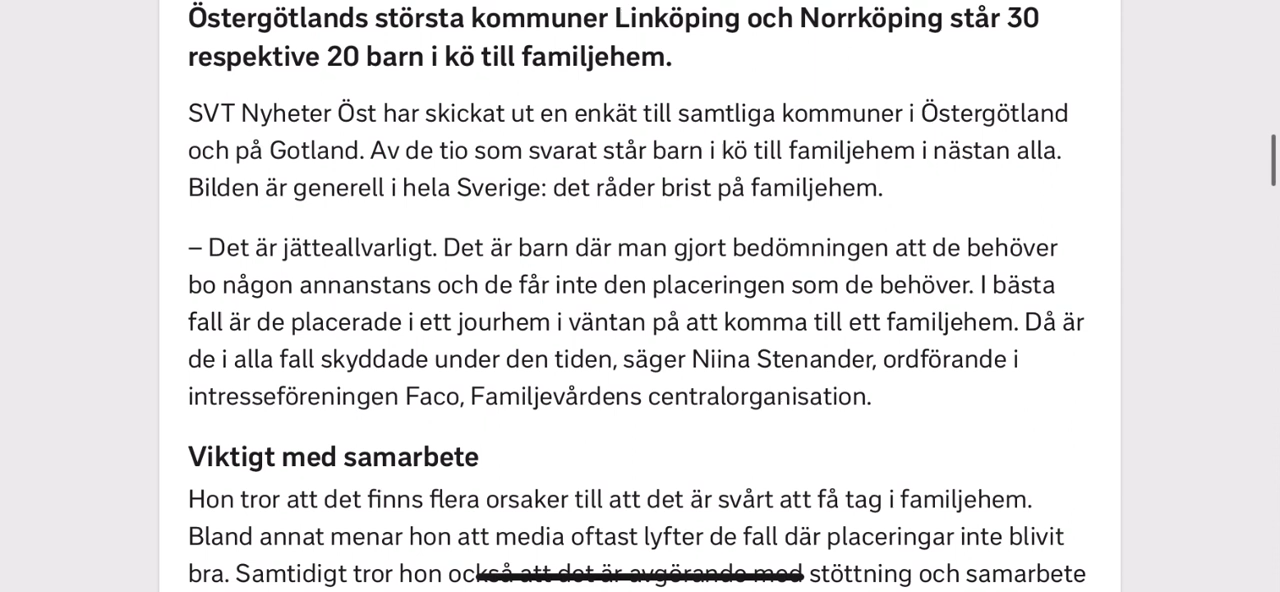 Östergötlands största kommuner Linköping och Norrköping står 30
respektive 20 barn i kö till familjehem.
SVT Nyheter Öst har skickat ut en enkät till samtliga kommuner i Östergötland
och på Gotland. Av de tio som svarat står barn i kö till familjehem i nästan alla.
Bilden är generell i hela Sverige: det råder brist på familjehem.
– Det är jätteallvarligt. Det är barn där man gjort bedömningen att de behöver
bo någon annanstans och de får inte den placeringen som de behöver. I bästa
fall är de placerade i ett jourhem i väntan på att komma till ett familjehem. Då är
de i alla fall skyddade under den tiden, säger Niina Stenander, ordförande i
intresseföreningen Faco, Familjevårdens centralorganisation.
Viktigt med samarbete
Hon tror att det finns flera orsaker till att det är svårt att få tag i familjehem.
Bland annat menar hon att media oftast lyfter de fall där placeringar inte blivit
bra. Samtidigt tror hon också att det är avgörande med stöttning och samarbete